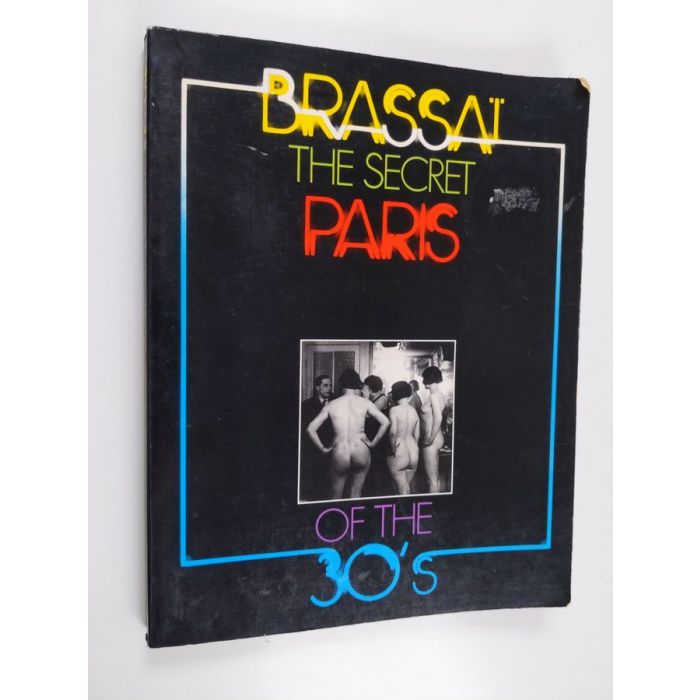 BRASSAÏ
THE SECRET
PARIS
OF THE
30's